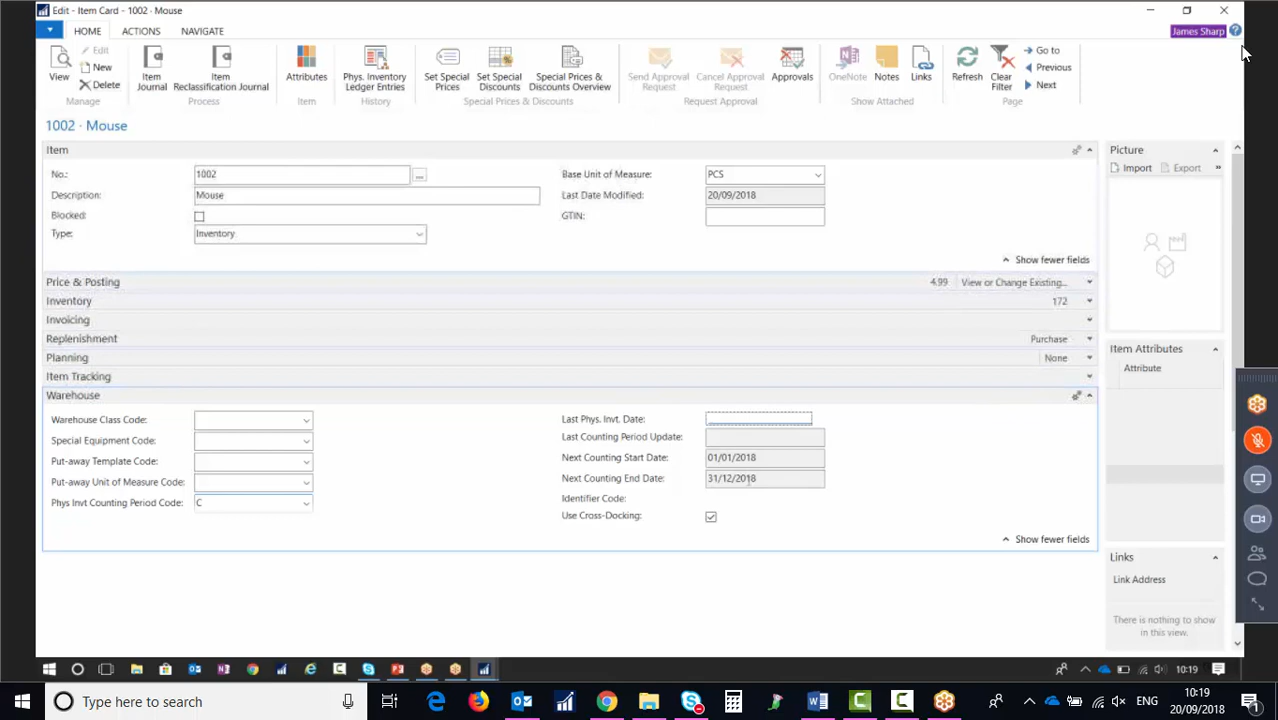 Edit - Item Card - 1002 · Mouse
HOME ACTIONS NAVIGATE
James Sharp
View
Edit
New
Delete
Manage
Item Journal
Item Reclassification Journal
Process
Attributes
Item
Phys. Inventory Ledger Entries
History
Set Special Prices
Set Special Discounts
Special Prices & Discounts Overview
Special Prices & Discounts
Send Approval Request
Cancel Approval Request
Approvals
Request Approval
OneNote
Notes
Links
Show Attached
Refresh
Clear Filter
Go to
Previous
Next
Page
1002 · Mouse
Item
No.: 1002
Description: Mouse
Blocked:
Type: Inventory
Base Unit of Measure: PCS
Last Date Modified: 20/09/2018
GTIN:
Show fewer fields
Price & Posting 4.99 View or Change Existing...
Inventory 172
Invoicing
Replenishment Purchase
Planning None
Item Tracking
Warehouse
Warehouse Class Code:
Special Equipment Code:
Put-away Template Code:
Put-away Unit of Measure Code:
Phys Invt Counting Period Code: C
Last Phys. Invt. Date:
Last Counting Period Update:
Next Counting Start Date: 01/01/2018
Next Counting End Date: 31/12/2018
Identifier Code:
Use Cross-Docking:
Show fewer fields
Picture
Import Export »
Item Attributes
Attribute
Links
Link Address
There is nothing to show in this view.
10:19
Type here to search
ENG
10:19
20/09/2018
1